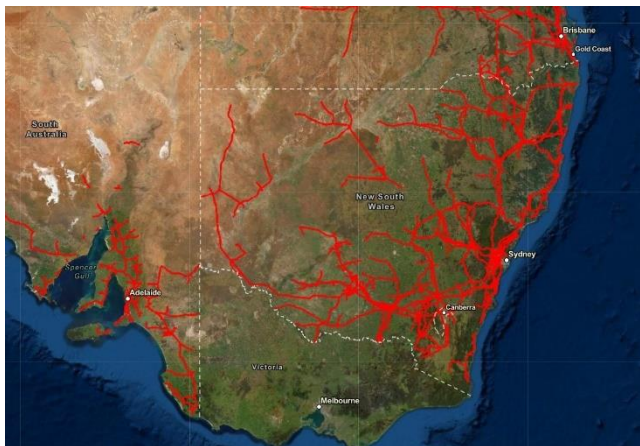 Brisbane
Gold Coast
South
Australia
New South
Wales
Sydney
Spencer
Gulf
Adelaide
Canberra
Victoria
Melbourne